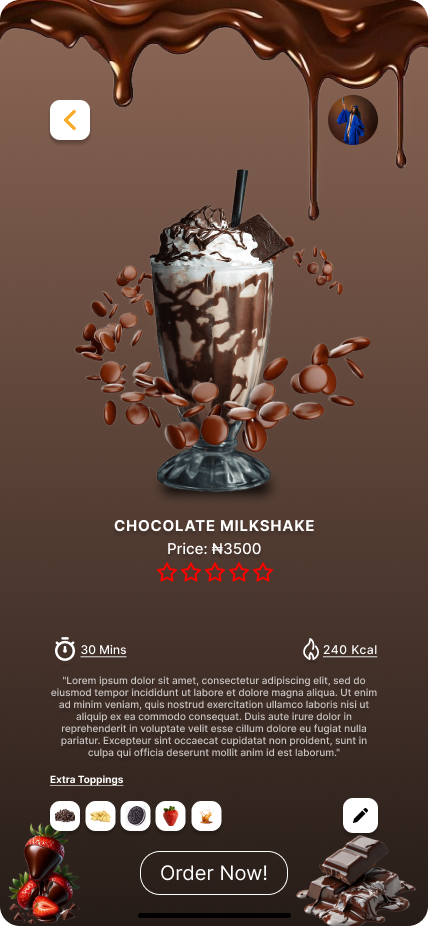 CHOCOLATE MILKSHAKE
Price: ₦3500
30 Mins
240 Kcal
"Lorem ipsum dolor sit amet, consectetur adipiscing elit, sed do
eiusmod tempor incididunt ut labore et dolore magna aliqua. Ut enim
ad minim veniam, quis nostrud exercitation ullamco laboris nisi ut
aliquip ex ea commodo consequat. Duis aute irure dolor in
reprehenderit in voluptate velit esse cillum dolore eu fugiat nulla
pariatur. Excepteur sint occaecat cupidatat non proident, sunt in
culpa qui officia deserunt mollit anim id est laborum."
Extra Toppings
Order Now!